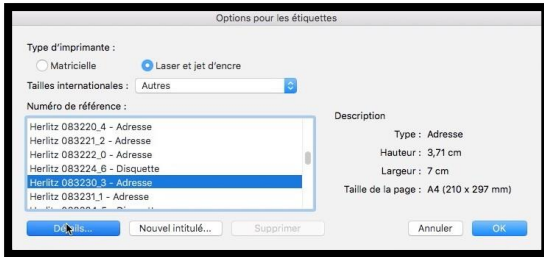 Options pour les étiquettes
Type d'imprimante :
Matricielle
Laser et jet d'encre
Tailles internationales :
Autres
Numéro de référence :
Herlitz 083220_4 - Adresse
Herlitz 083221_2 - Adresse
Herlitz 083222_0 - Adresse
Herlitz 083224_6 - Disquette
Herlitz 083230_3 - Adresse
Herlitz 083231_1 - Adresse
Description
Type : Adresse
Hauteur : 3,71 cm
Largeur : 7 cm
Taille de la page : A4 (210 x 297 mm)
Détails...
Nouvel intitulé...
Supprimer
Annuler
OK